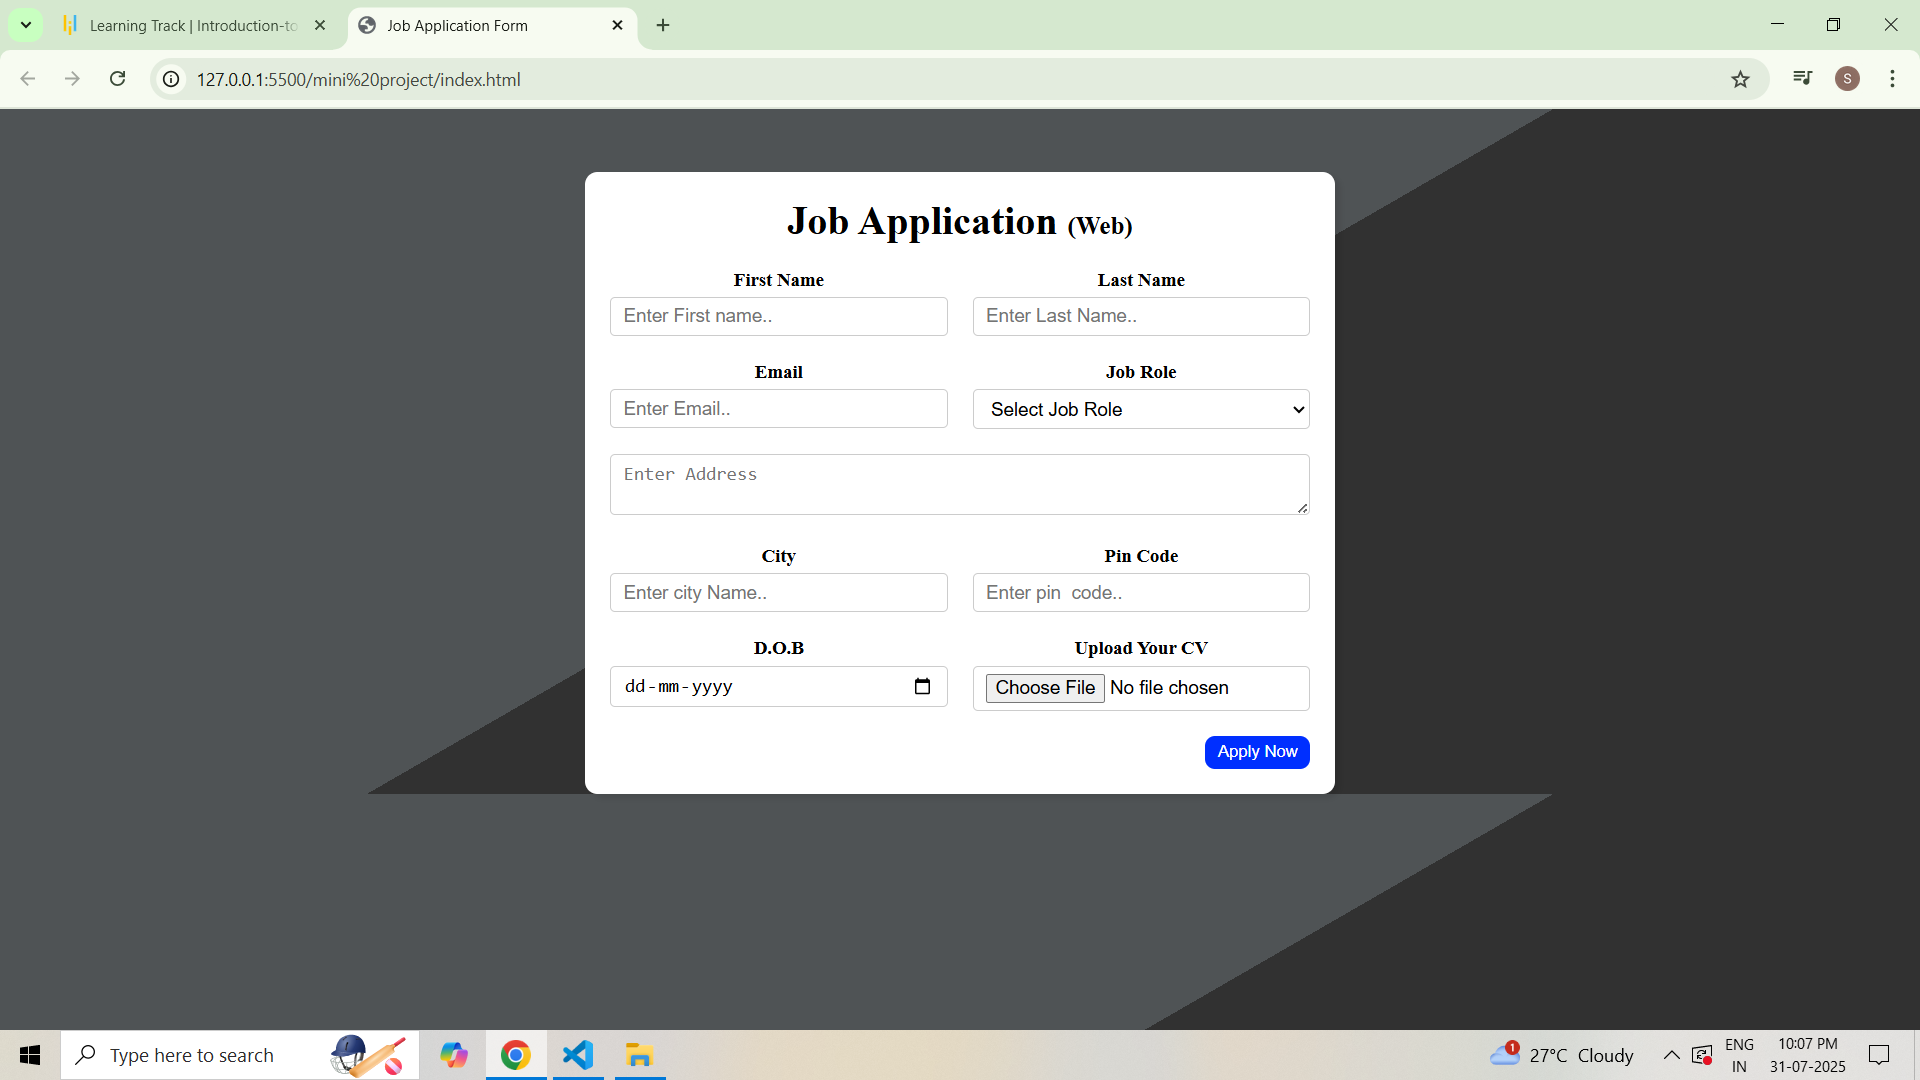 Learning Track | Introduction-to
Job Application Form
127.0.0.1:5500/mini%20project/index.html
S
Job Application (Web)
First Name Last Name
Enter First name.. Enter Last Name..
Email Job Role
Enter Email.. Select Job Role
Enter Address
City Pin Code
Enter city Name.. Enter pin  code..
D.O.B Upload Your CV
dd-mm-yyyy Choose File No file chosen
Apply Now
Type here to search
1
27°C Cloudy
ENG
IN
10:07 PM
31-07-2025